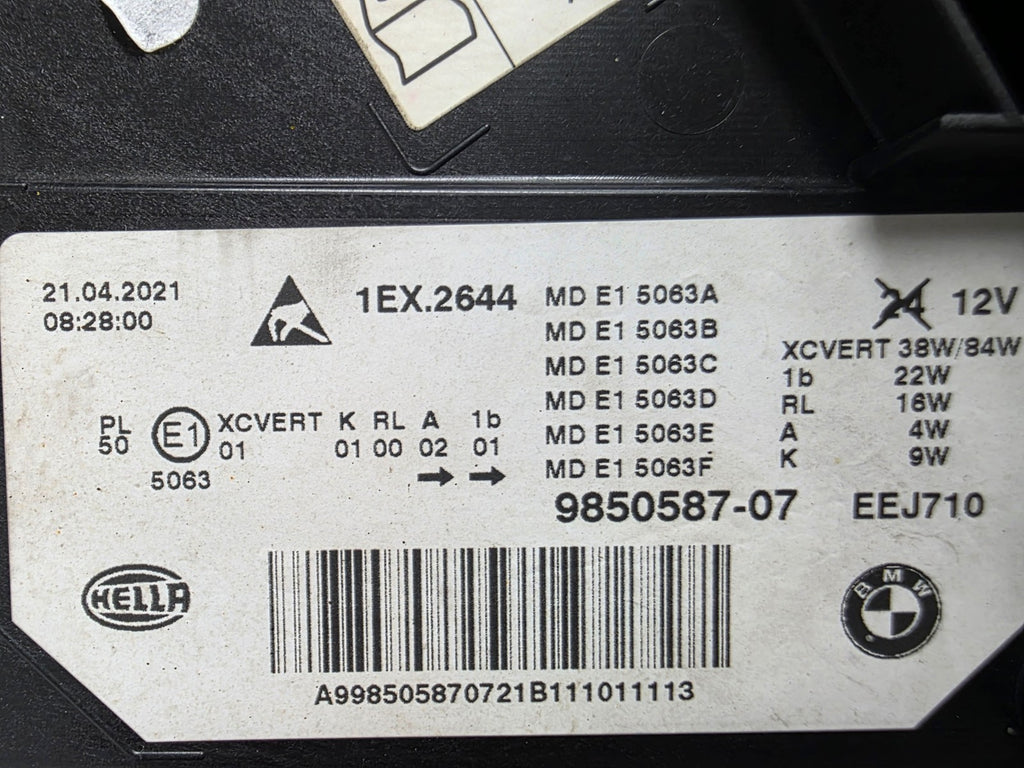 21.04.2021
08:28:00
1EX.2644
MD E1 5063A
MD E1 5063B
MD E1 5063C
MD E1 5063D
MD E1 5063E
MD E1 5063F
24 12V
XCVERT 38W/84W
1b 22W
RL 16W
A 4W
K 9W
PL
50
E1
5063
XCVERT K RL A 1b
01 01 00 02 01
9850587-07 EEJ710
HELLA
BMW
A998505870721B111011113